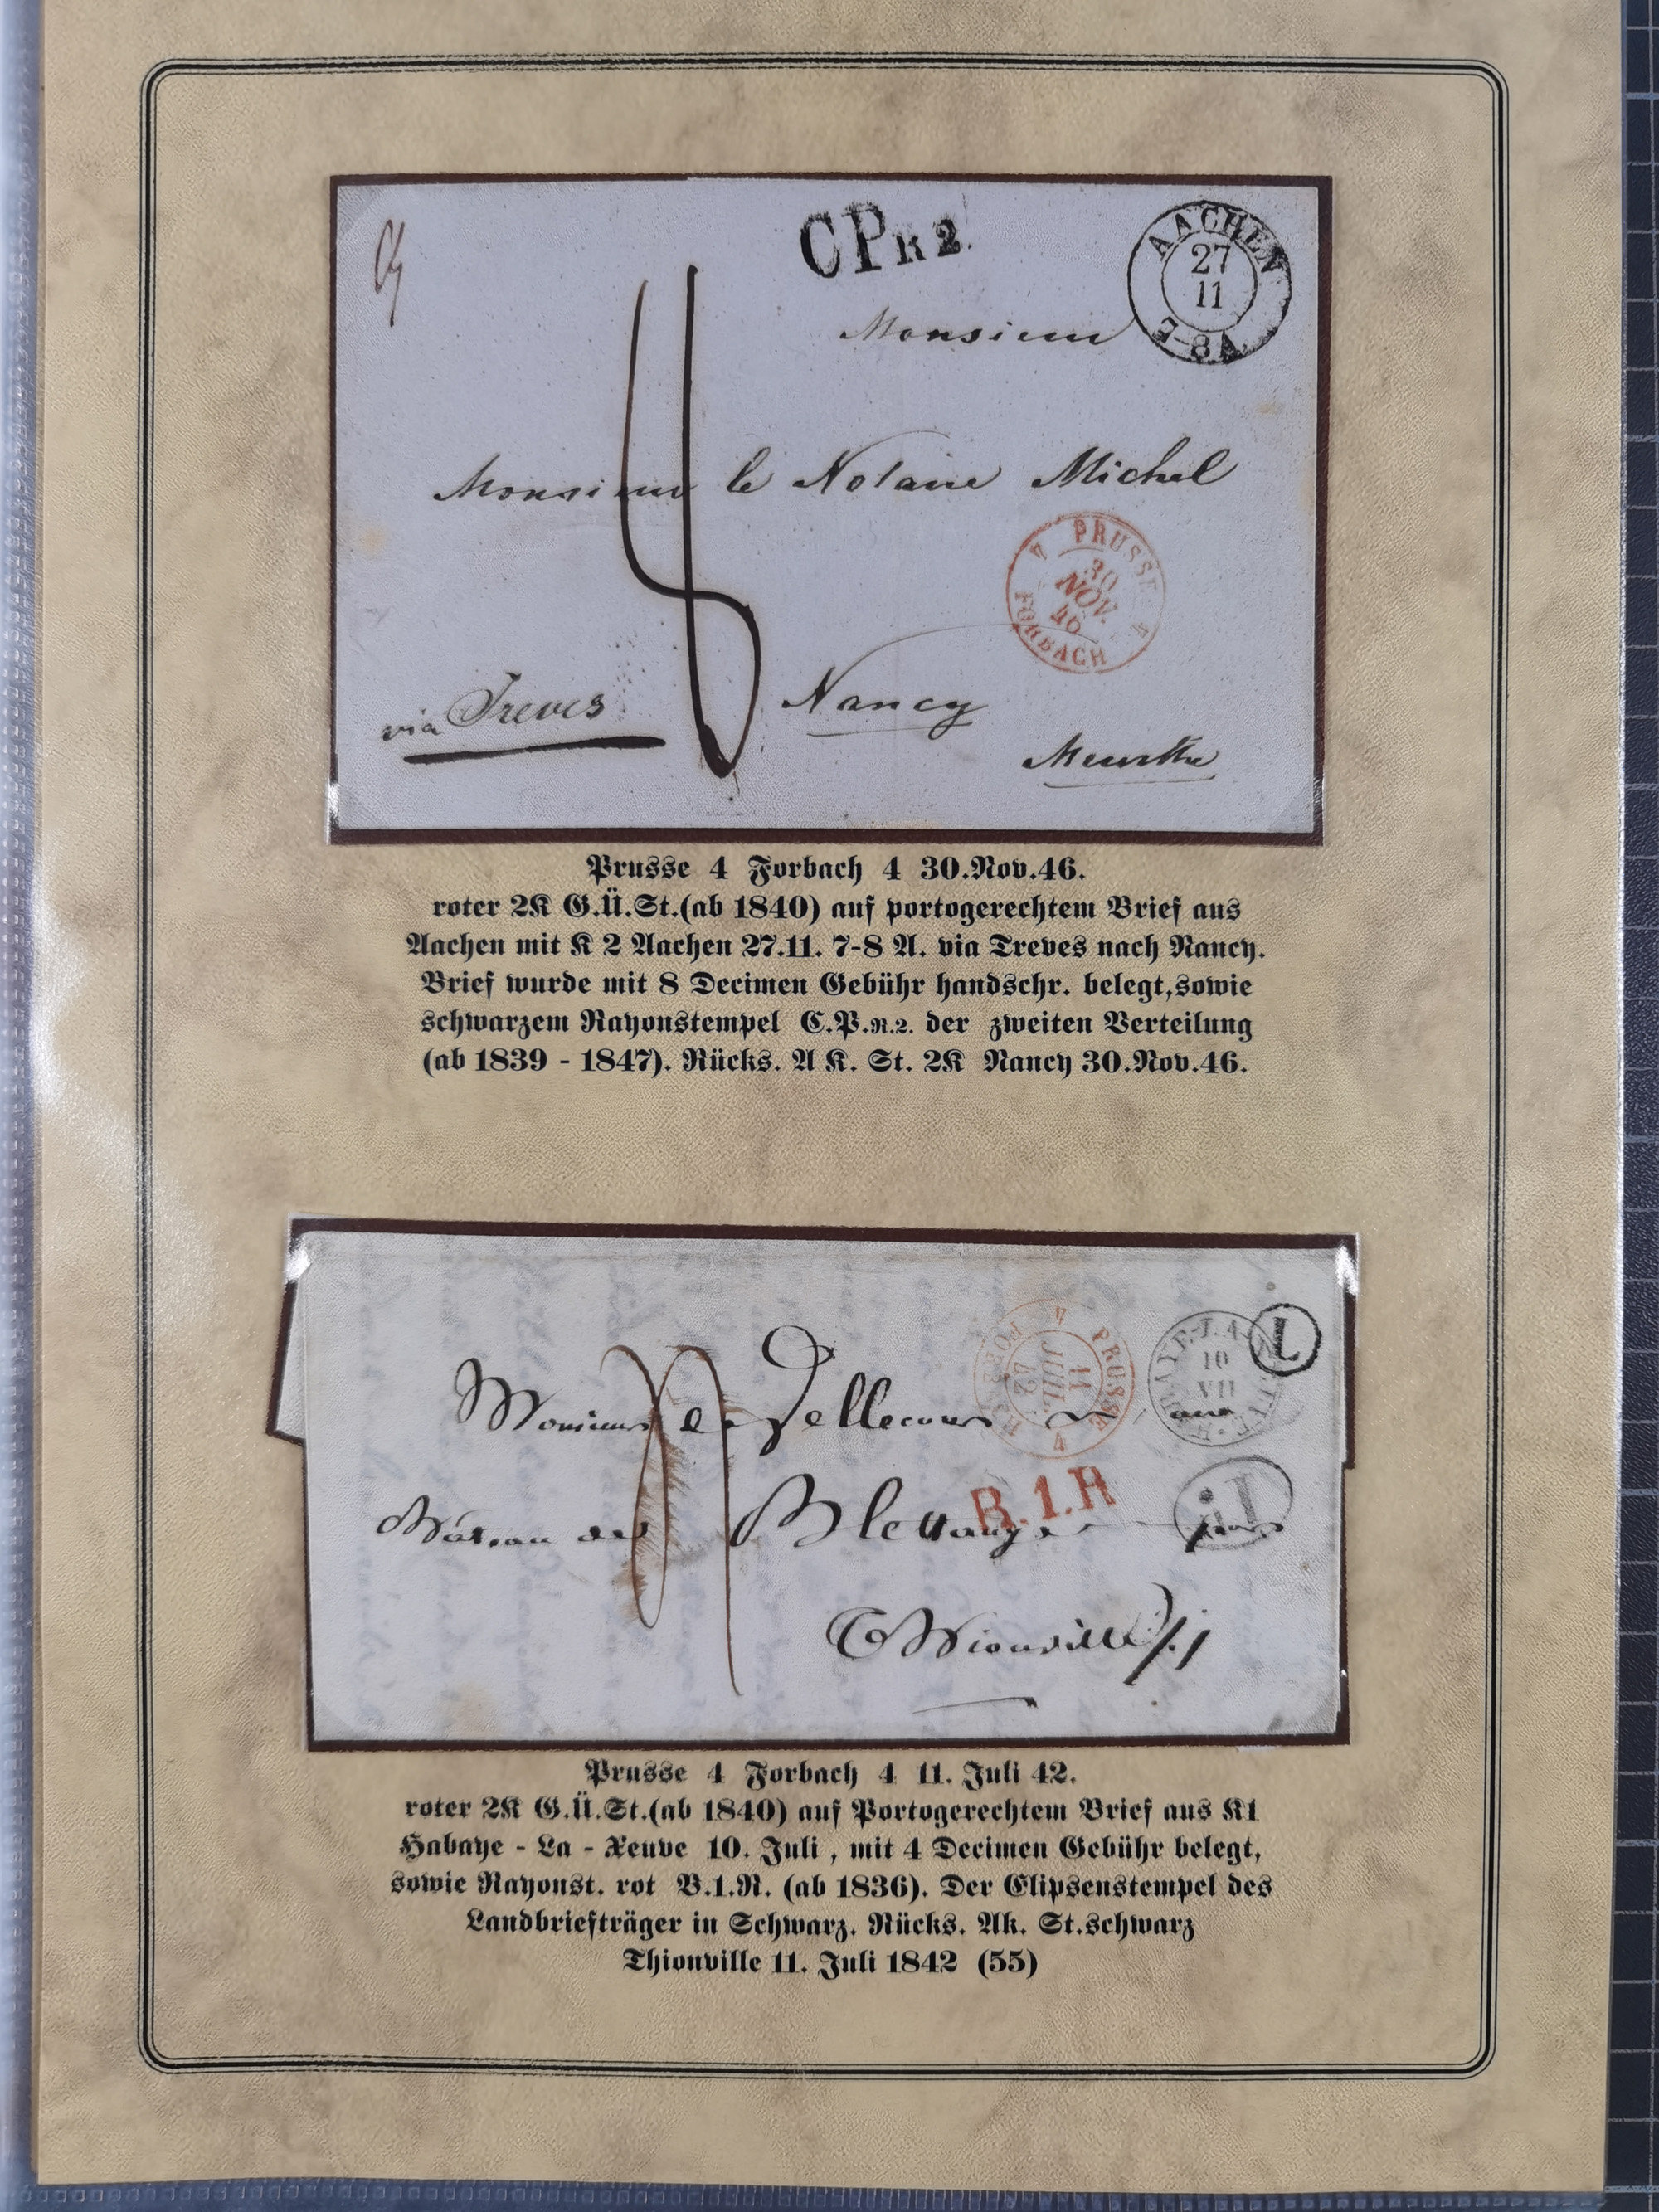 CPR2
AACHEN
27
11
7-8A
Monsieur
Monsieur le Notaire Michel
4 PRUSSE 4
30
NOV.
46
FORBACH
via Treves
Nancy
Meurthe
Prusse 4 Forbach 4 30.Nov.46.
roter 2K G.Ü.St.(ab 1840) auf portogerechtem Brief aus
Aachen mit K 2 Aachen 27.11. 7-8 A. via Treves nach Nancy.
Brief wurde mit 8 Decimen Gebühr handschr. belegt,sowie
schwarzem Rayonstempel C.P.R.2. der zweiten Verteilung
(ab 1839 - 1847). Rücks. A K. St. 2K Nancy 30.Nov.46.
4 PRUSSE 4
11
JUIL.
42
10
VII
L
Monsieur de
B.1.R
Thionville
Prusse 4 Forbach 4 11. Juli 42.
roter 2K G.Ü.St.(ab 1840) auf Portogerechtem Brief aus K1
Habaye - La - Xeuve 10. Juli , mit 4 Decimen Gebühr belegt,
sowie Rayonst. rot B.1.R. (ab 1836). Der Elipsenstempel des
Landbriefträger in Schwarz. Rücks. Ak. St.schwarz
Thionville 11. Juli 1842 (55)